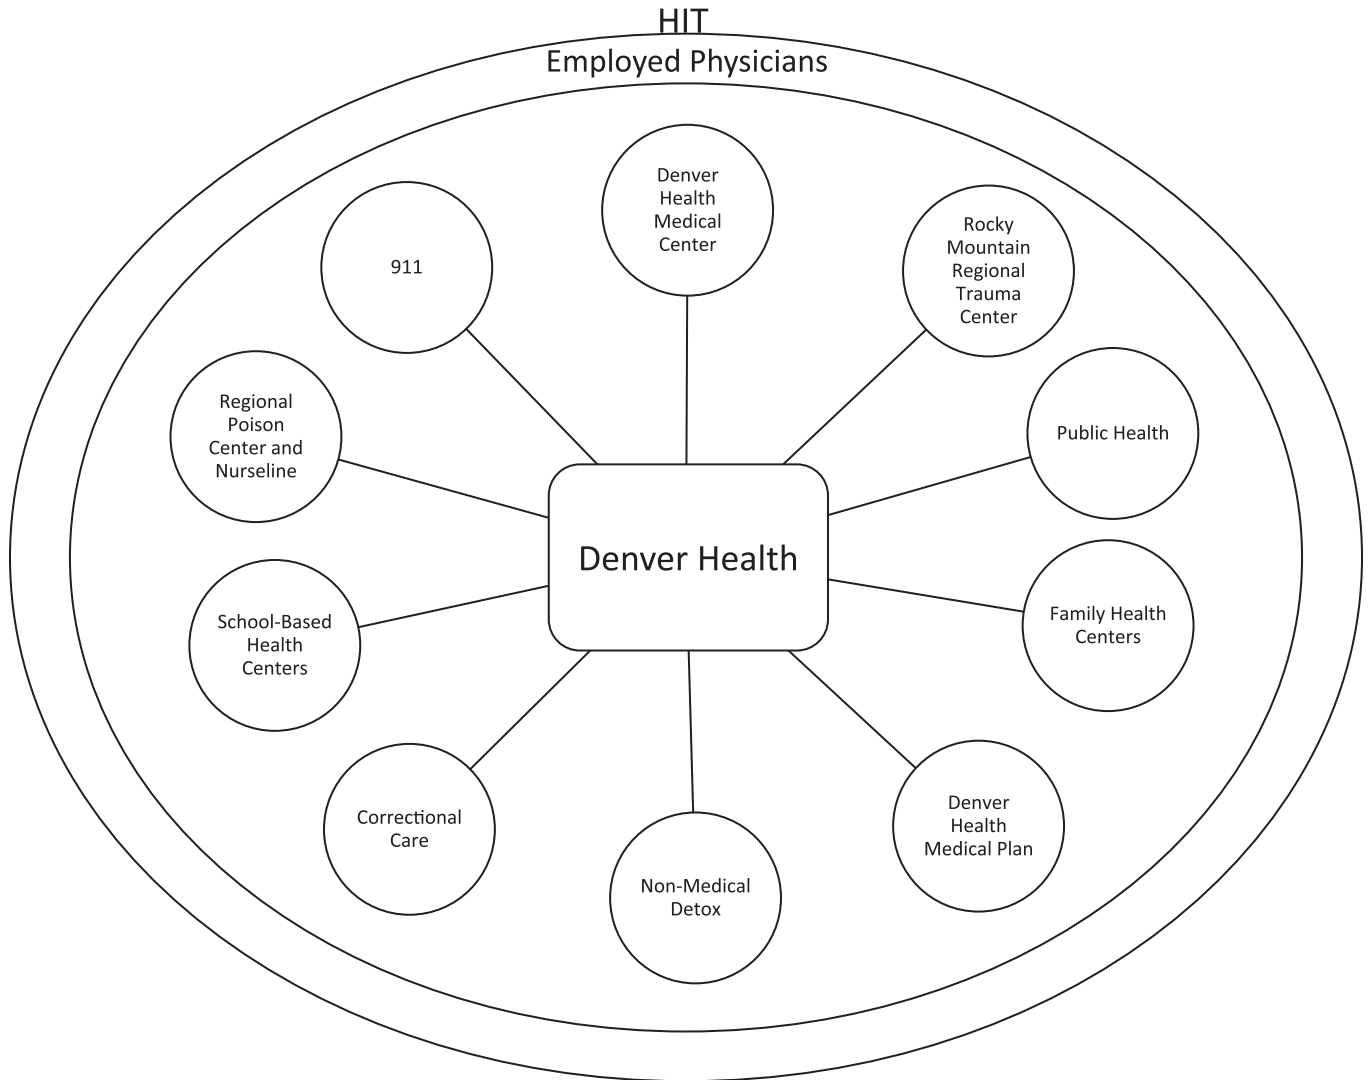 HIT
Employed Physicians
Denver
Health
Medical
Center
Rocky
Mountain
Regional
Trauma
Center
911
Public Health
Regional
Poison
Center and
Nurseline
Denver Health
Family Health
Centers
School-Based
Health
Centers
Denver
Health
Medical Plan
Correctional
Care
Non-Medical
Detox